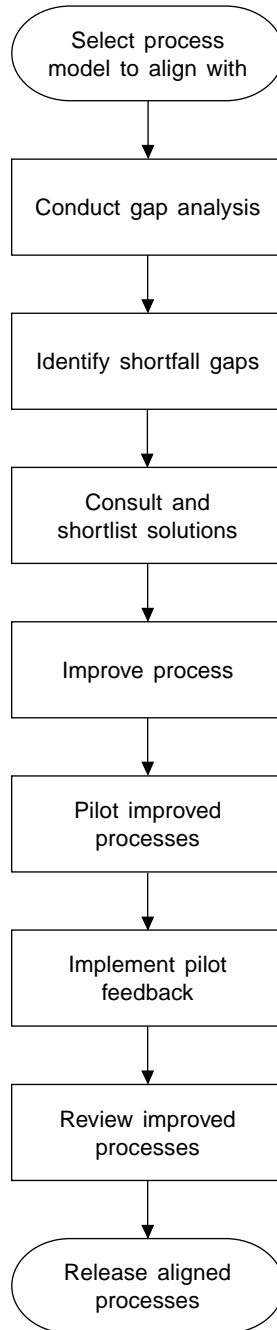 Select process
model to align with
Conduct gap analysis
Identify shortfall gaps
Consult and
shortlist solutions
Improve process
Pilot improved
processes
Implement pilot
feedback
Review improved
processes
Release aligned
processes